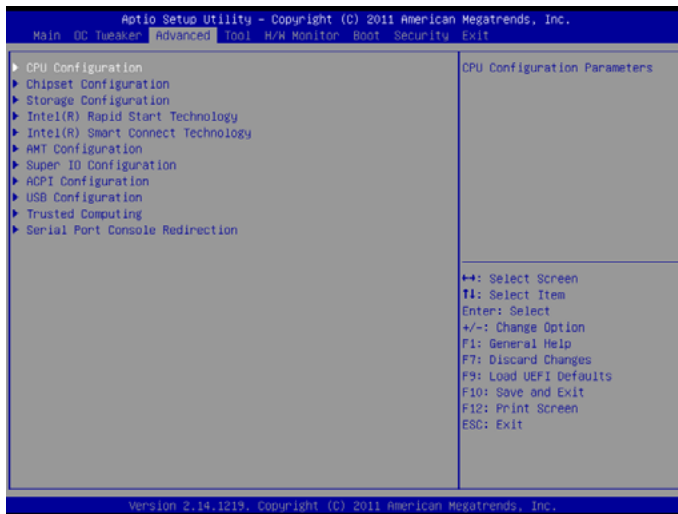 Aptio Setup Utility – Copyright (C) 2011 American Megatrends, Inc.
Main OC Tweaker Advanced Tool H/W Monitor Boot Security Exit
CPU Configuration
Chipset Configuration
Storage Configuration
Intel(R) Rapid Start Technology
Intel(R) Smart Connect Technology
AMT Configuration
Super IO Configuration
ACPI Configuration
USB Configuration
Trusted Computing
Serial Port Console Redirection
CPU Configuration Parameters
↔: Select Screen
↑↓: Select Item
Enter: Select
+/-: Change Option
F1: General Help
F7: Discard Changes
F9: Load UEFI Defaults
F10: Save and Exit
F12: Print Screen
ESC: Exit
Version 2.14.1219. Copyright (C) 2011 American Megatrends, Inc.